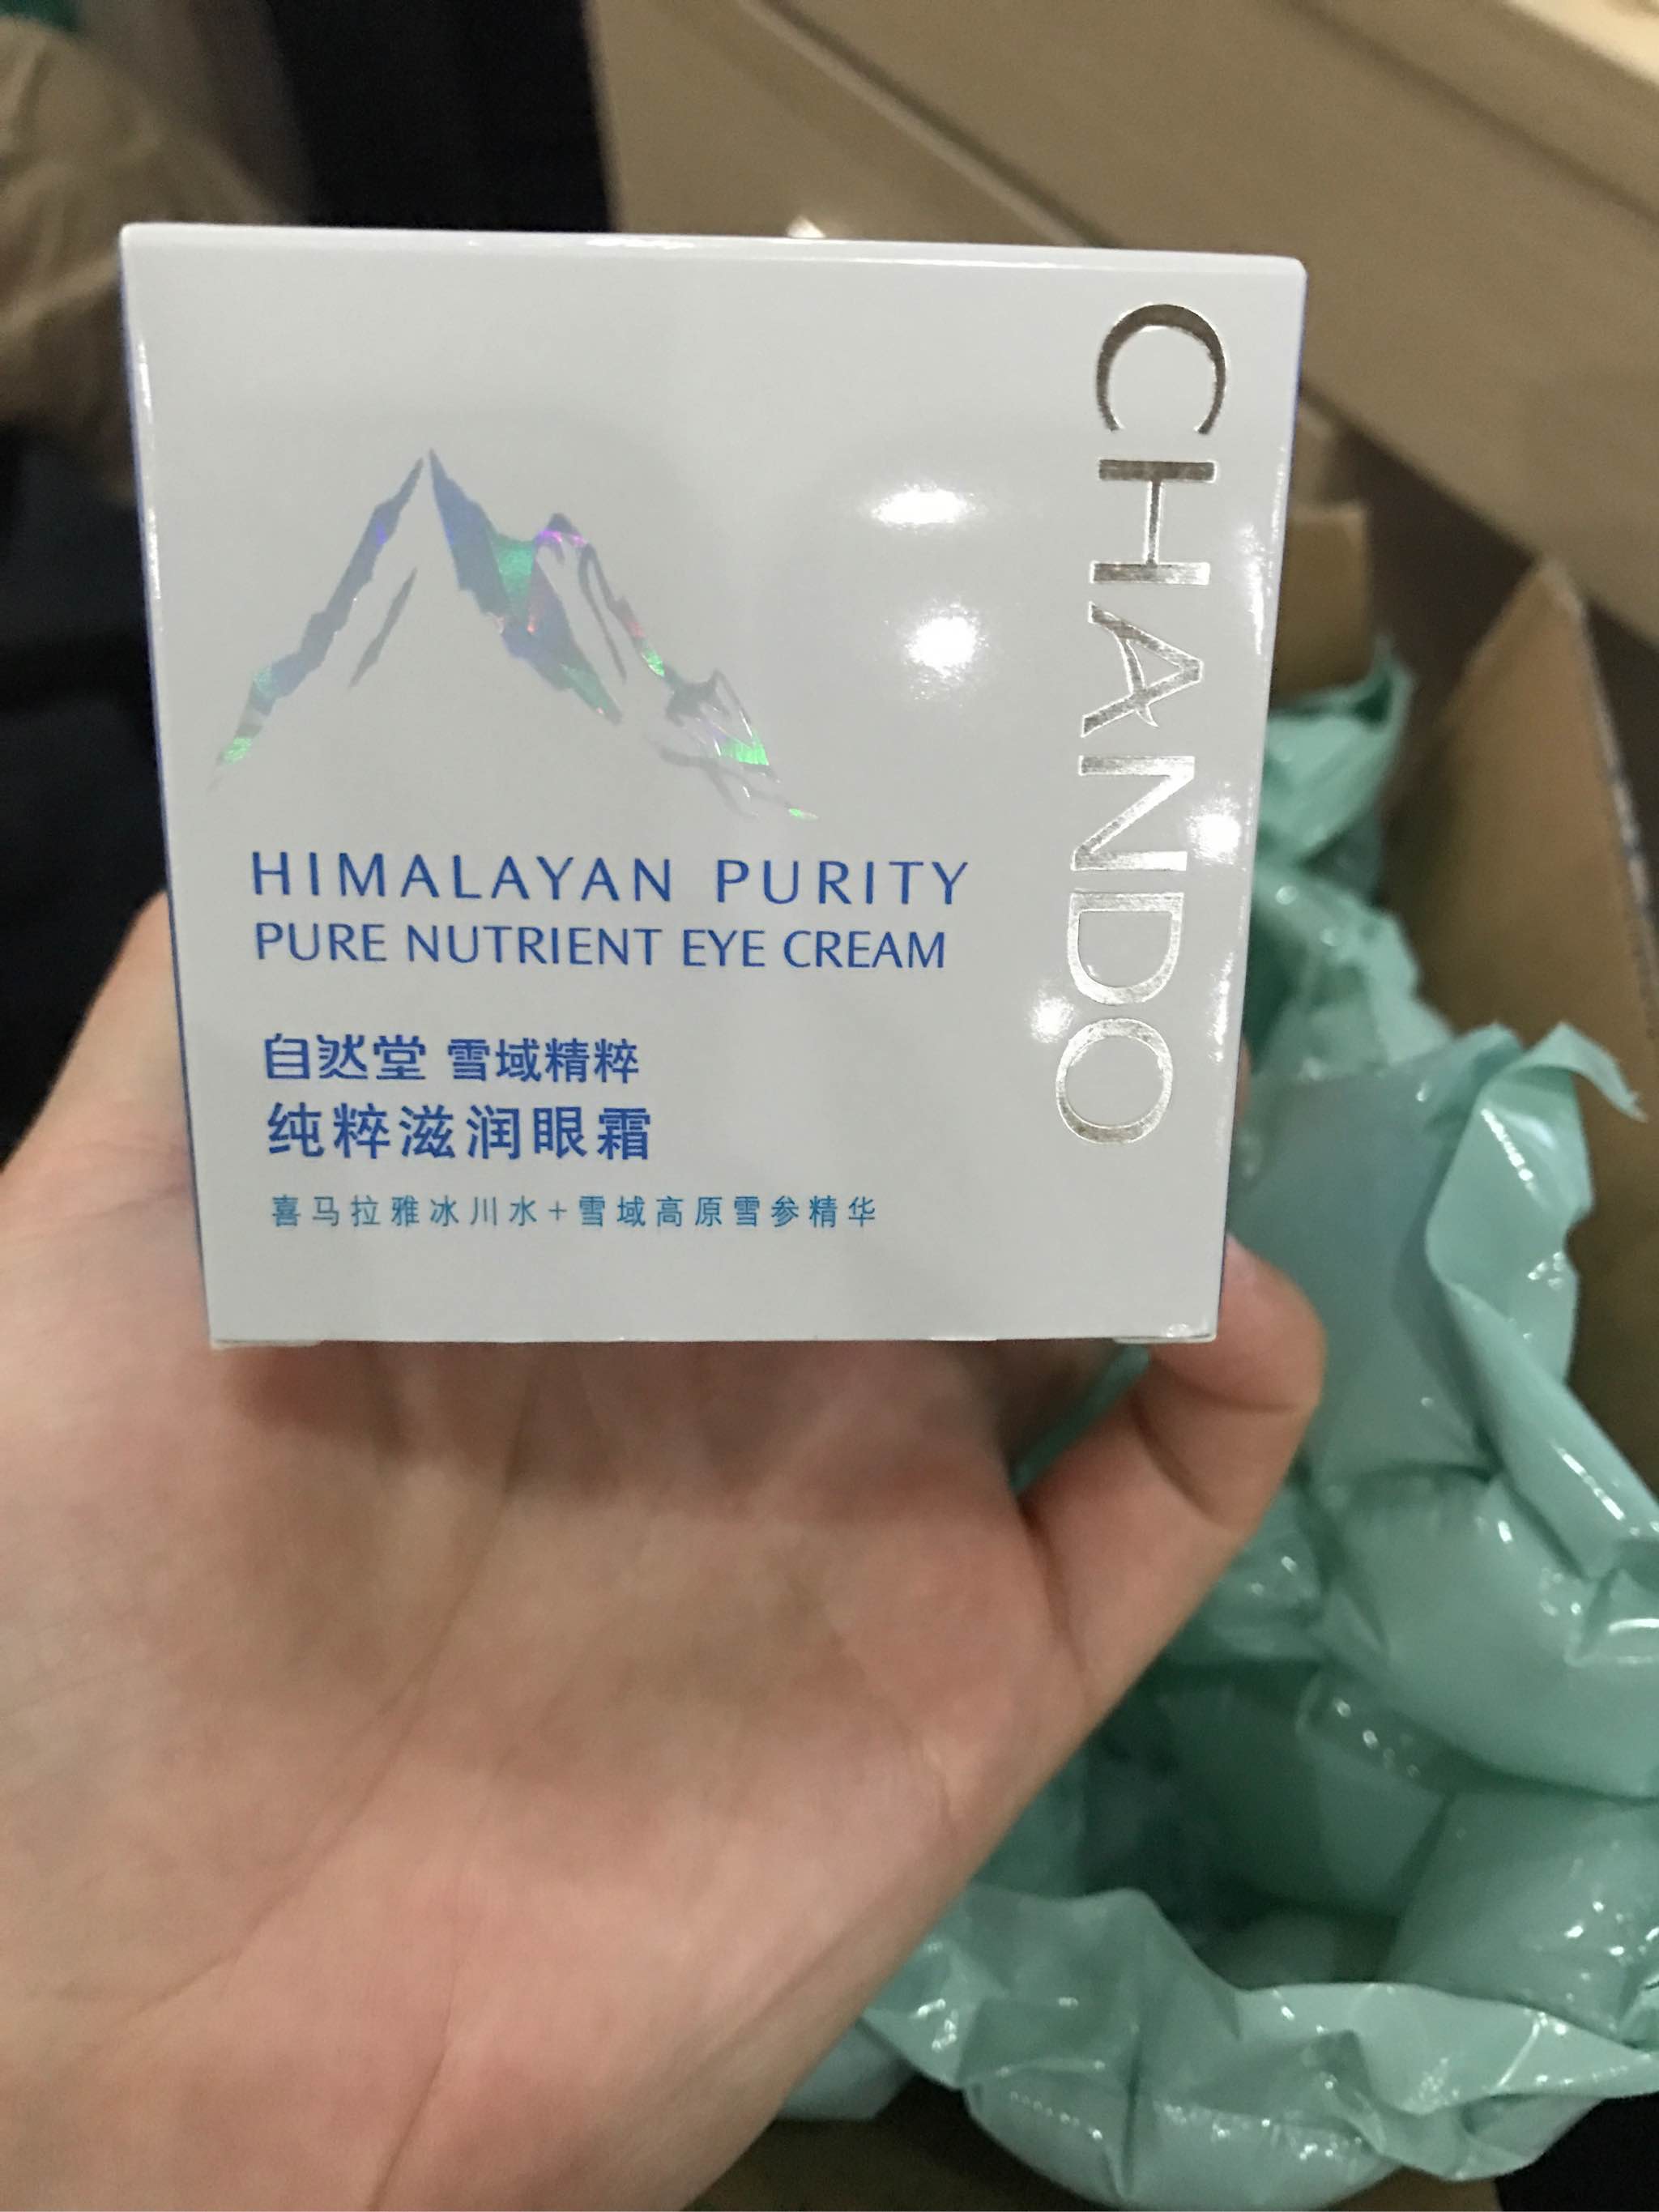 CHANDO
HIMALAYAN PURITY
PURE NUTRIENT EYE CREAM
自然堂 雪域精粹
纯粹滋润眼霜
喜马拉雅冰川水+雪域高原雪参精华